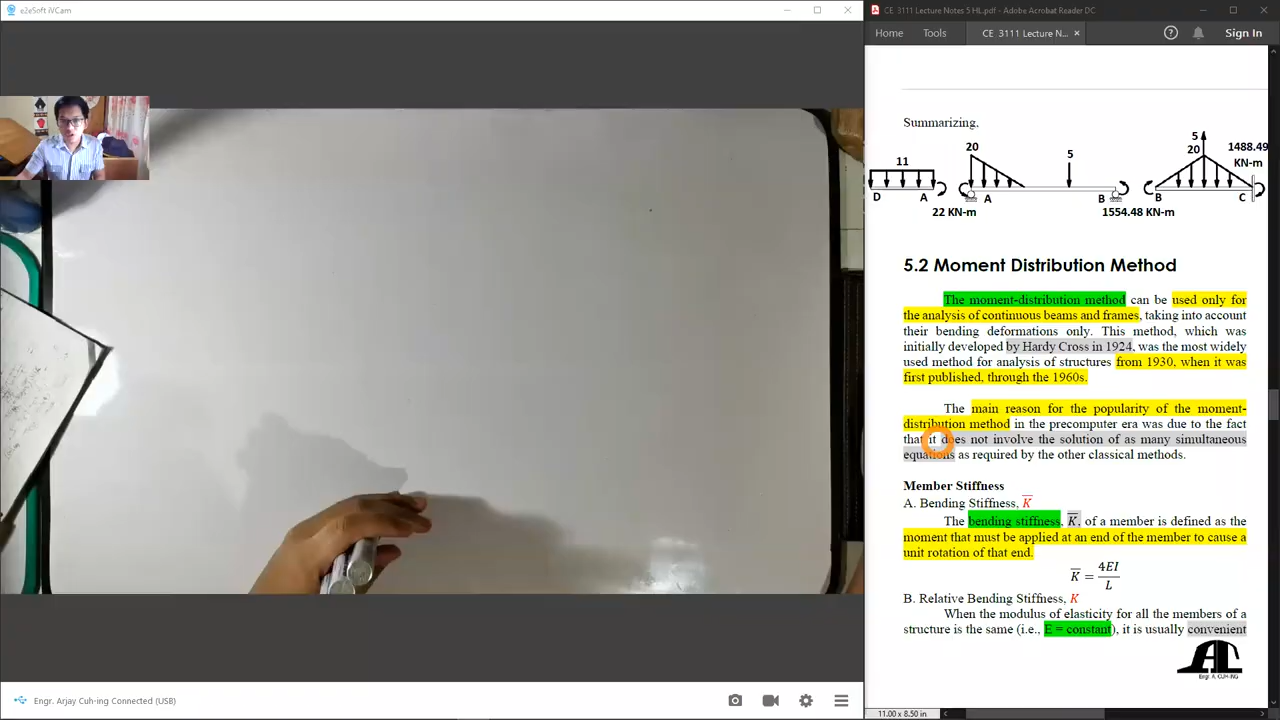 e2eSoft iVCam
CE 3111 Lecture Notes 5 HL.pdf - Adobe Acrobat Reader DC
Home Tools CE 3111 Lecture N... × Sign In
Summarizing,
11
D A
22 KN-m
20
5
A B
1554.48 KN-m
5
20
1488.49
KN-m
B C
5.2 Moment Distribution Method
The moment-distribution method can be used only for
the analysis of continuous beams and frames, taking into account
their bending deformations only. This method, which was
initially developed by Hardy Cross in 1924, was the most widely
used method for analysis of structures from 1930, when it was
first published, through the 1960s.
The main reason for the popularity of the moment-
distribution method in the precomputer era was due to the fact
that it does not involve the solution of as many simultaneous
equations as required by the other classical methods.
Member Stiffness
A. Bending Stiffness, K̅
The bending stiffness, K̅, of a member is defined as the
moment that must be applied at an end of the member to cause a
unit rotation of that end.
K̅ = 4EI / L
B. Relative Bending Stiffness, K
When the modulus of elasticity for all the members of a
structure is the same (i.e., E = constant), it is usually convenient
Engr. A. CUH-ING
Engr. Arjay Cuh-ing Connected (USB)
11.00 x 8.50 in